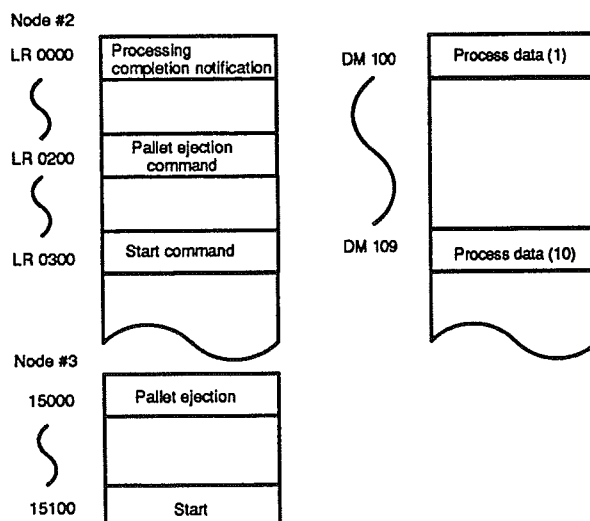 Node #2
LR 0000
Processing
completion notification
LR 0200
Pallet ejection
command
LR 0300
Start command
DM 100
Process data (1)
DM 109
Process data (10)
Node #3
15000
Pallet ejection
15100
Start